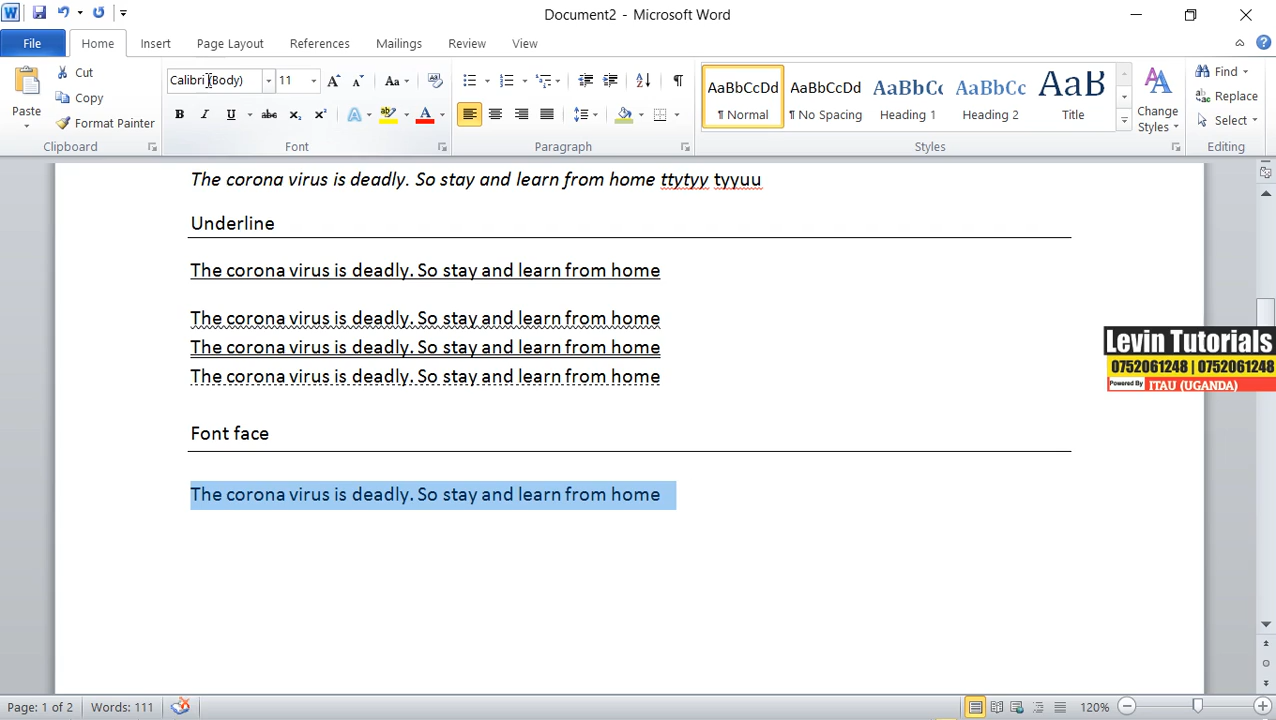 Document2 - Microsoft Word
File Home Insert Page Layout References Mailings Review View
Paste
Cut
Copy
Format Painter
Clipboard
Calibri (Body) 11
Font
Paragraph
AaBbCcDd AaBbCcDd AaBbCc AaBbCc AaB
¶ Normal ¶ No Spacing Heading 1 Heading 2 Title
Styles
Change Styles
Find
Replace
Select
Editing
The corona virus is deadly. So stay and learn from home ttytyy tyyuu
Underline
The corona virus is deadly. So stay and learn from home
The corona virus is deadly. So stay and learn from home
The corona virus is deadly. So stay and learn from home
The corona virus is deadly. So stay and learn from home
Font face
The corona virus is deadly. So stay and learn from home
Levin Tutorials
0752061248 | 0752061248
Powered By ITAU (UGANDA)
Page: 1 of 2 Words: 111 120%